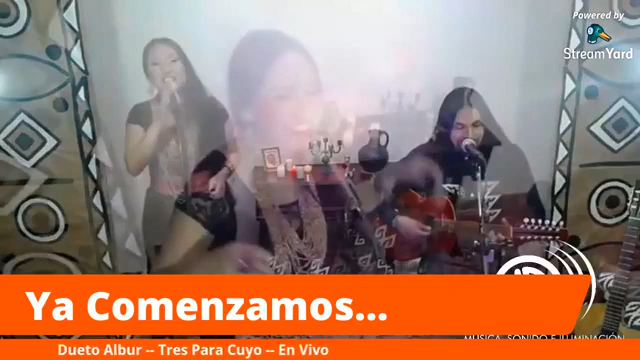 Powered by
StreamYard
Ya Comenzamos...
MUSICA, SONIDO E ILUMINACIÓN
Dueto Albur -- Tres Para Cuyo -- En Vivo